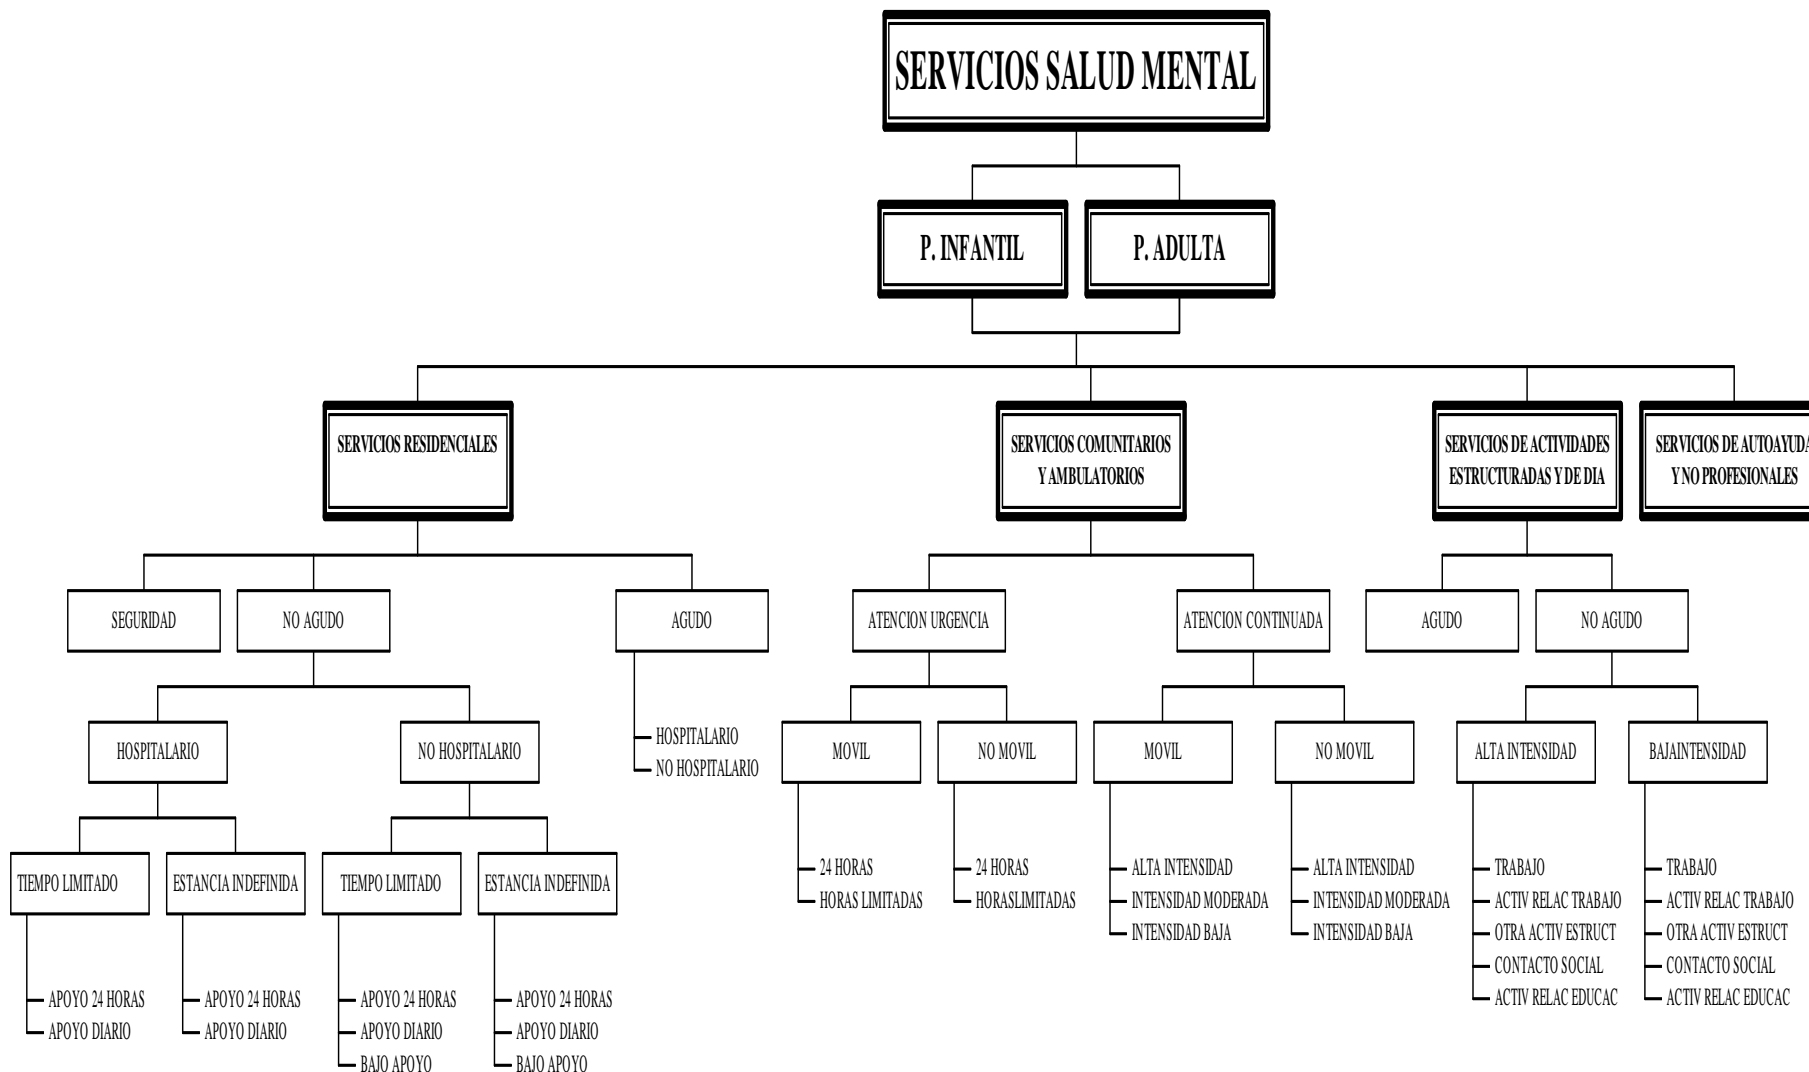 SERVICIOS SALUD MENTAL
P. INFANTIL
P. ADULTA
SERVICIOS RESIDENCIALES
SERVICIOS COMUNITARIOS
Y AMBULATORIOS
SERVICIOS DE ACTIVIDADES
ESTRUCTURADAS Y DE DIA
SERVICIOS DE AUTOAYUDA
Y NO PROFESIONALES
SEGURIDAD
NO AGUDO
AGUDO
ATENCION URGENCIA
ATENCION CONTINUADA
AGUDO
NO AGUDO
HOSPITALARIO
NO HOSPITALARIO
HOSPITALARIO
NO HOSPITALARIO
MOVIL
NO MOVIL
MOVIL
NO MOVIL
ALTA INTENSIDAD
BAJAINTENSIDAD
TIEMPO LIMITADO
ESTANCIA INDEFINIDA
TIEMPO LIMITADO
ESTANCIA INDEFINIDA
24 HORAS
HORAS LIMITADAS
24 HORAS
HORASLIMITADAS
ALTA INTENSIDAD
INTENSIDAD MODERADA
INTENSIDAD BAJA
ALTA INTENSIDAD
INTENSIDAD MODERADA
INTENSIDAD BAJA
TRABAJO
ACTIV RELAC TRABAJO
OTRA ACTIV ESTRUCT
CONTACTO SOCIAL
ACTIV RELAC EDUCAC
TRABAJO
ACTIV RELAC TRABAJO
OTRA ACTIV ESTRUCT
CONTACTO SOCIAL
ACTIV RELAC EDUCAC
APOYO 24 HORAS
APOYO DIARIO
APOYO 24 HORAS
APOYO DIARIO
APOYO 24 HORAS
APOYO DIARIO
BAJO APOYO
APOYO 24 HORAS
APOYO DIARIO
BAJO APOYO